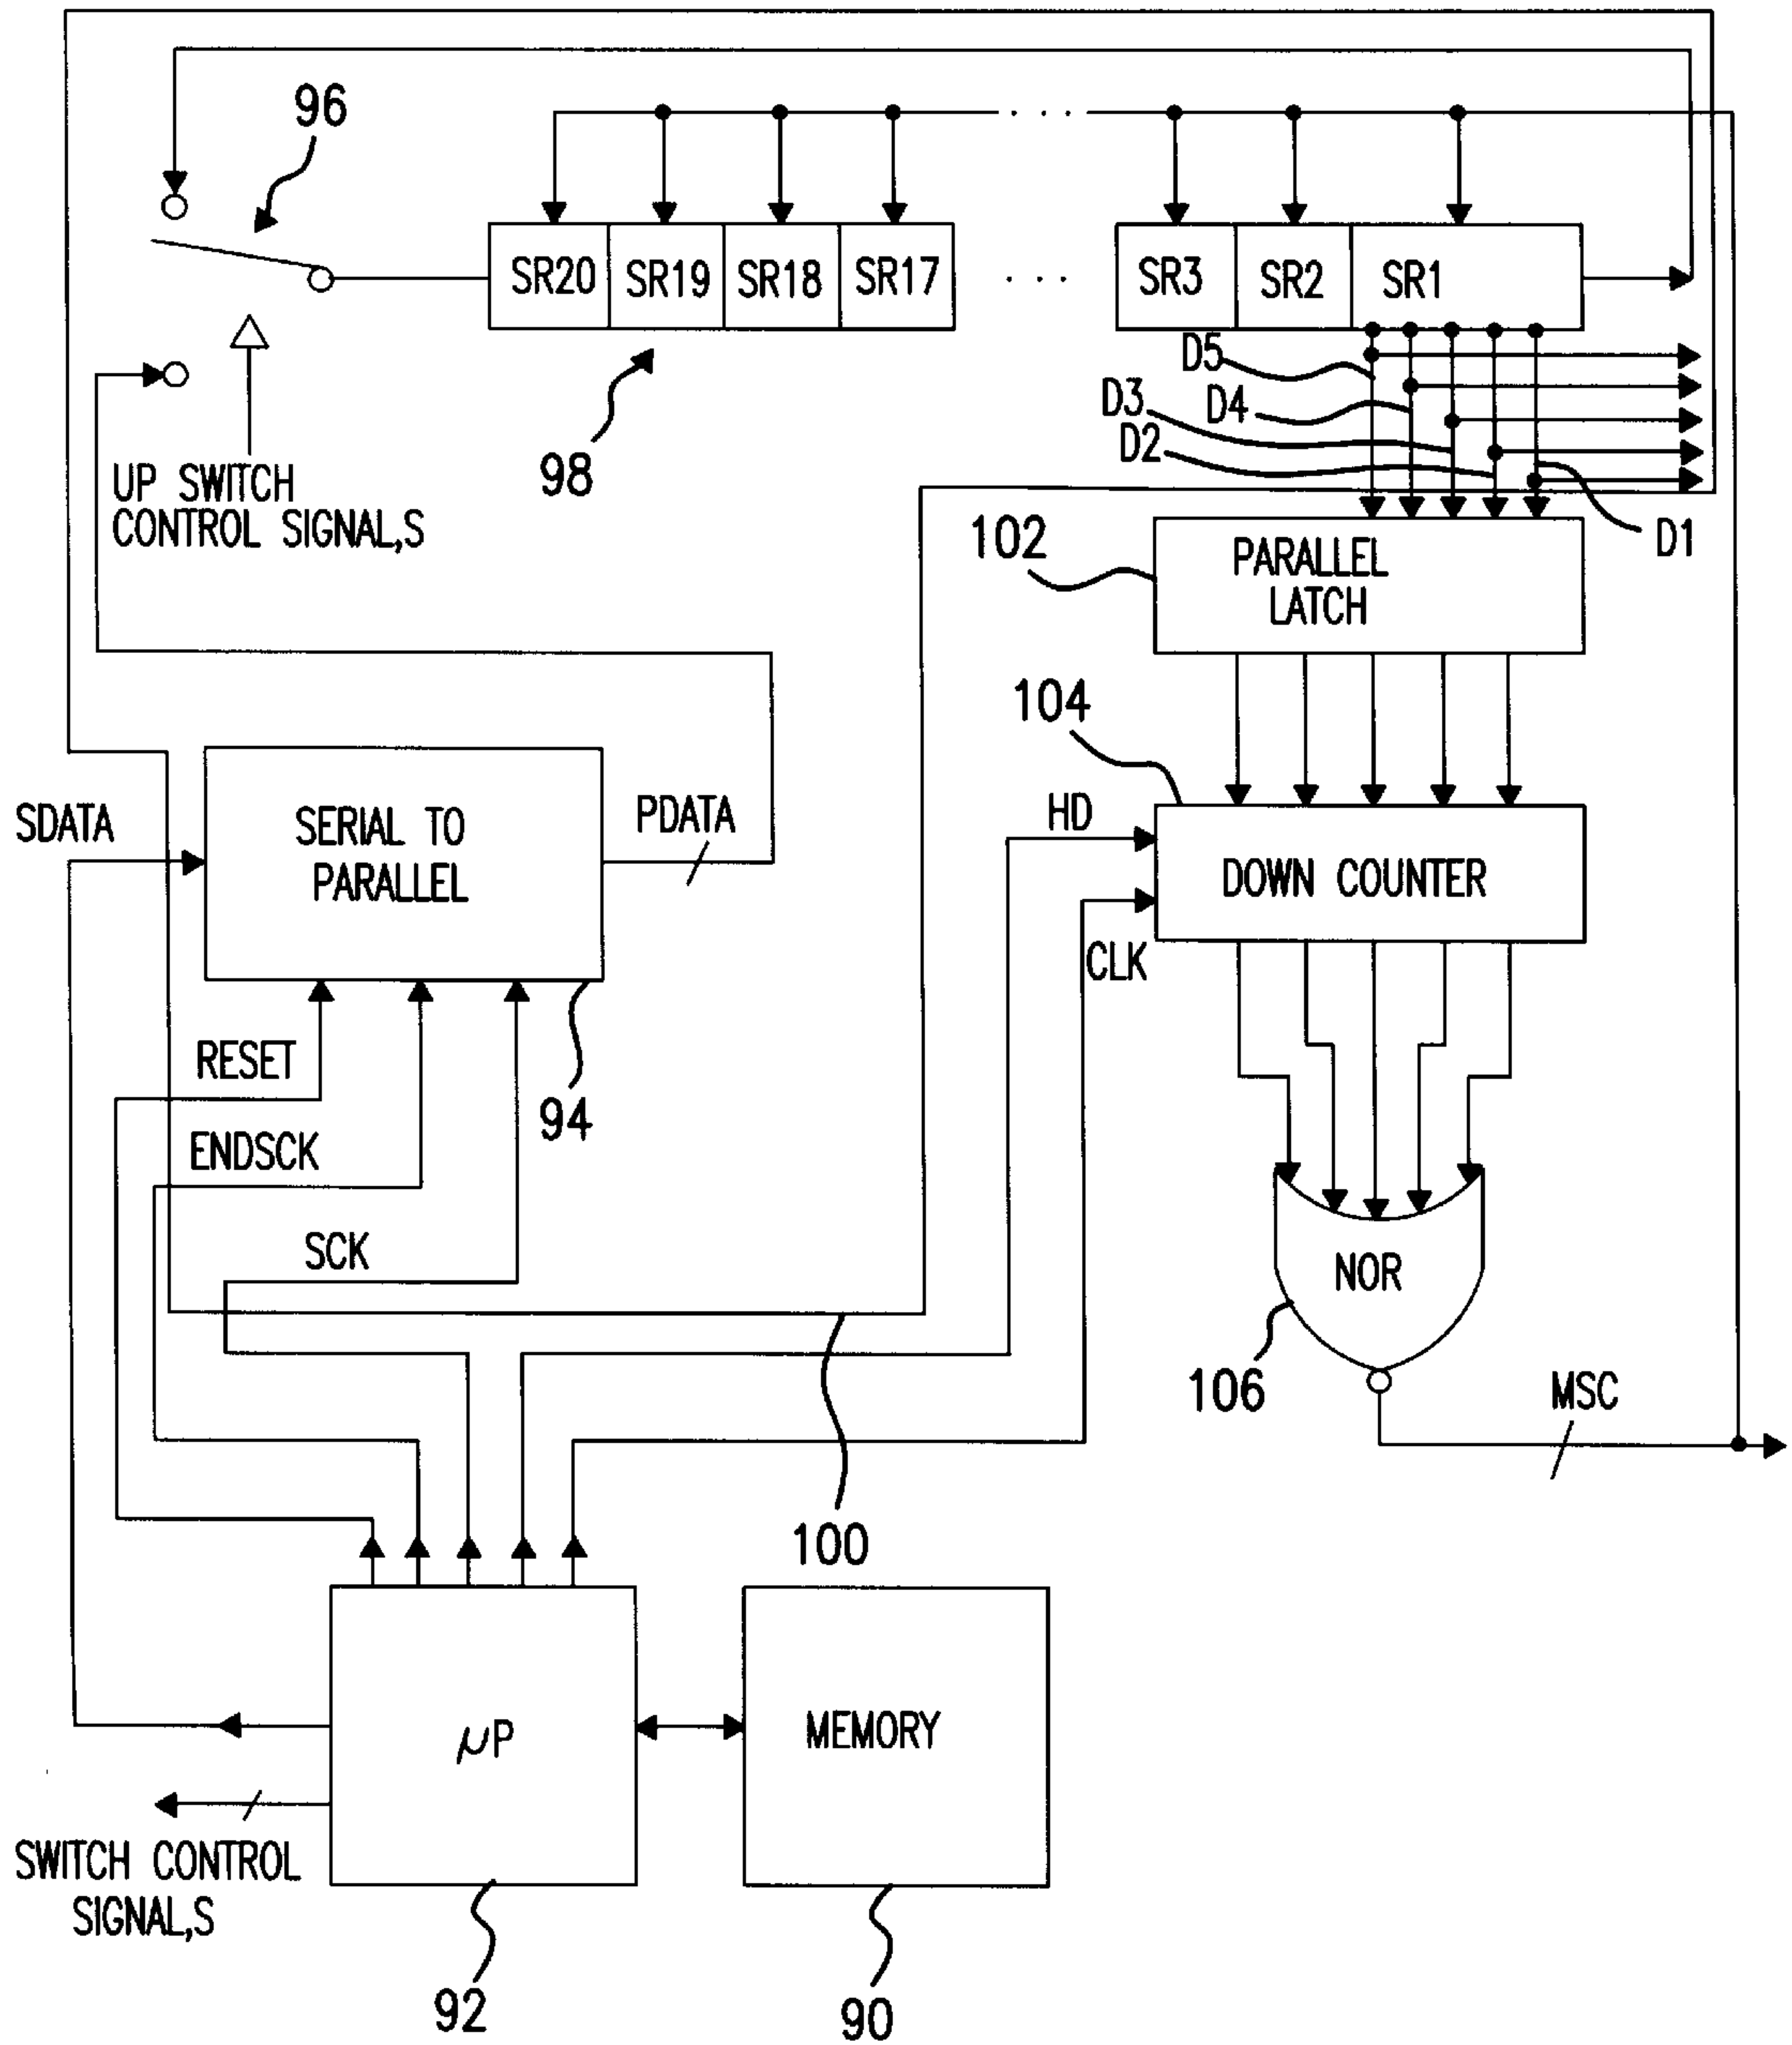 96
SR20
SR19
SR18
SR17
. . .
. . .
SR3
SR2
SR1
D5
D4
D3
D2
D1
98
UP SWITCH
CONTROL SIGNAL,S
102
PARALLEL
LATCH
104
SDATA
SERIAL TO
PARALLEL
PDATA
HD
DOWN COUNTER
CLK
RESET
94
ENDSCK
SCK
NOR
106
MSC
100
μP
MEMORY
SWITCH CONTROL
SIGNAL,S
92
90